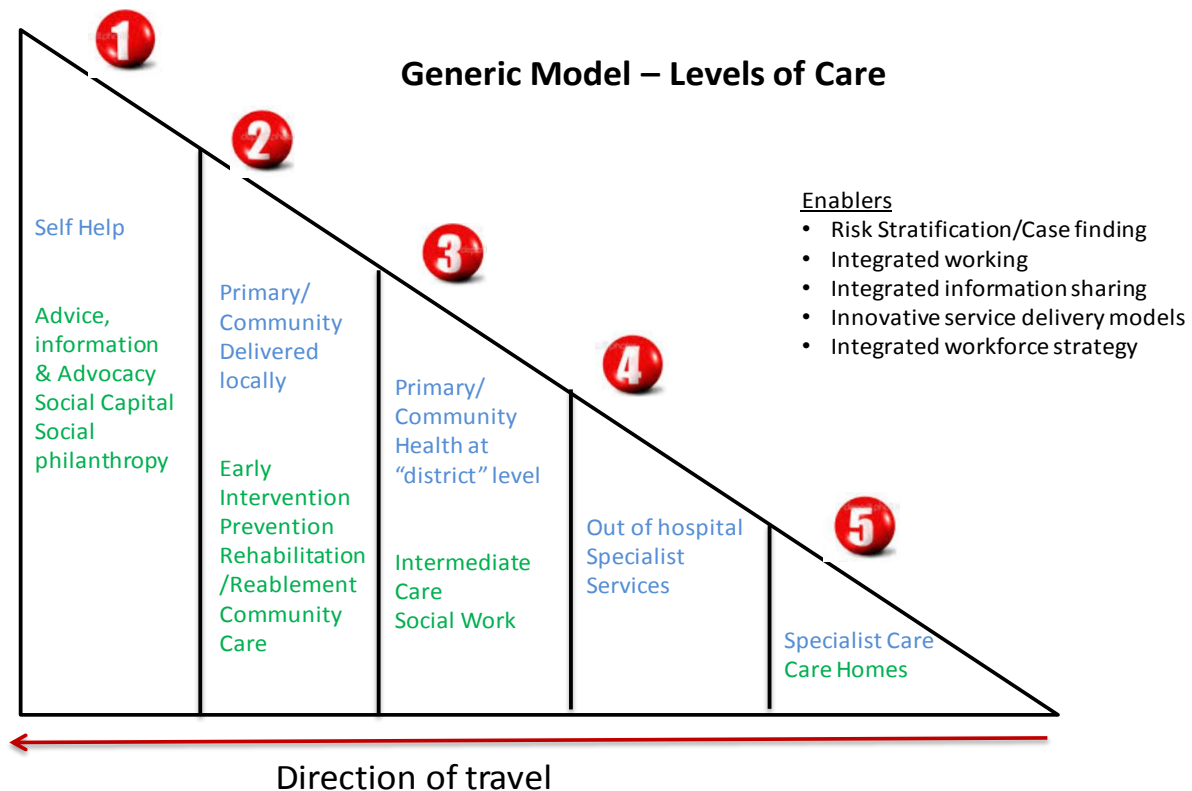 Generic Model – Levels of Care
1
2
3
4
5
Self Help
Advice,
information
& Advocacy
Social Capital
Social
philanthropy
Primary/
Community
Delivered
locally
Early
Intervention
Prevention
Rehabilitation
/Reablement
Community
Care
Primary/
Community
Health at
“district” level
Intermediate
Care
Social Work
Out of hospital
Specialist
Services
Specialist Care
Care Homes
Enablers
• Risk Stratification/Case finding
• Integrated working
• Integrated information sharing
• Innovative service delivery models
• Integrated workforce strategy
Direction of travel